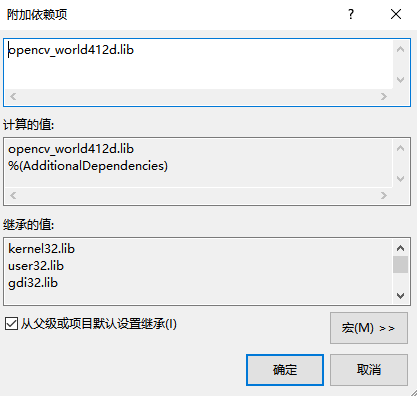 附加依赖项
? ×
opencv_world412d.lib
计算的值:
opencv_world412d.lib
%(AdditionalDependencies)
继承的值:
kernel32.lib
user32.lib
gdi32.lib
从父级或项目默认设置继承(I)
宏(M) >>
确定
取消